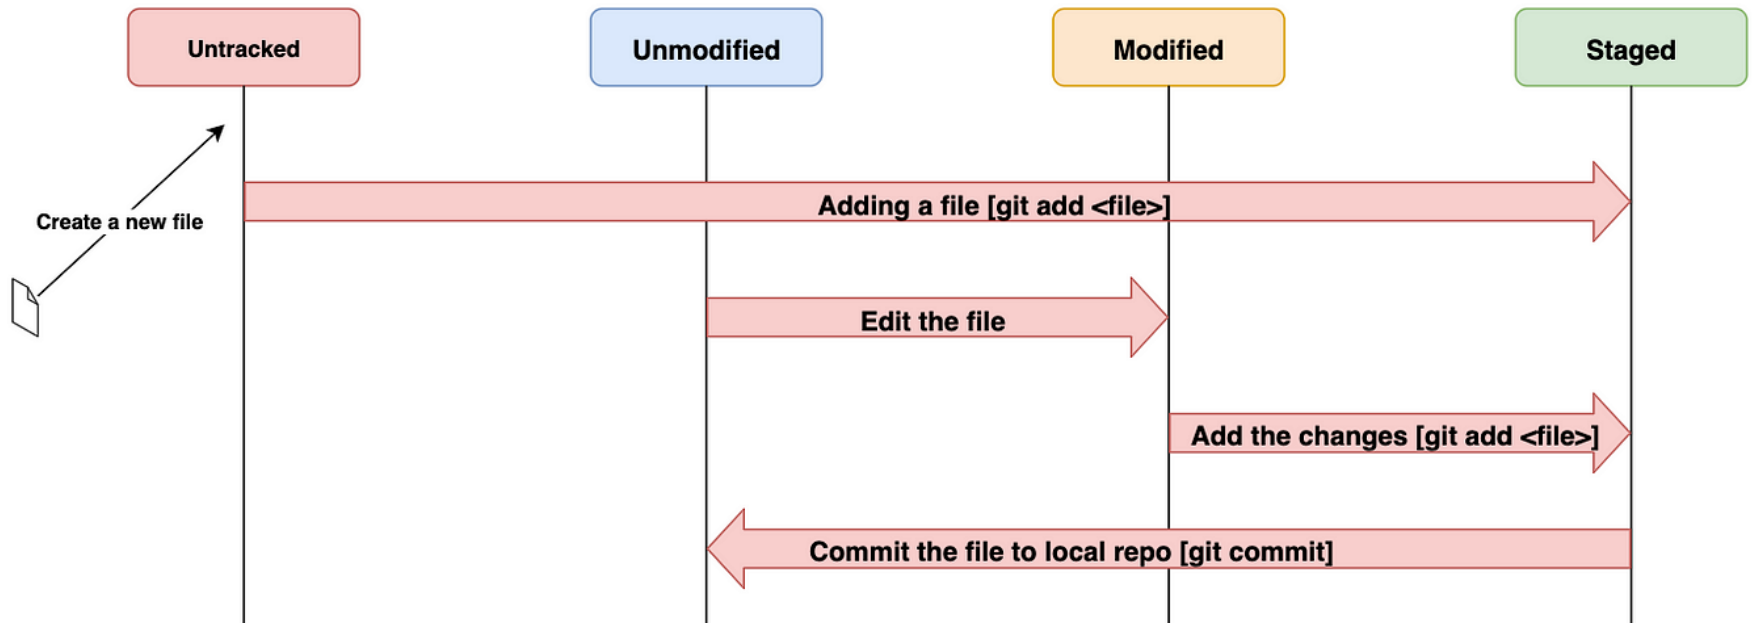 Untracked
Unmodified
Modified
Staged
Create a new file
Adding a file [git add <file>]
Edit the file
Add the changes [git add <file>]
Commit the file to local repo [git commit]